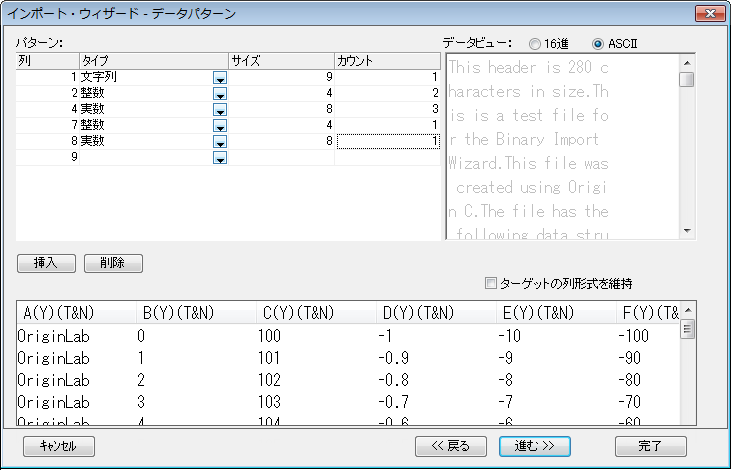 インポート・ウィザード - データパターン
パターン:
列 タイプ サイズ カウント
1 文字列 9 1
2 整数 4 2
4 実数 8 3
7 整数 4 1
8 実数 8 1
9
データビュー: 16進 ASCII
This header is 280 c
haracters in size.Th
is is a test file fo
r the Binary Import
Wizard.This file was
created using Origi
n C.The file has the
following data stru
挿入 削除
ターゲットの列形式を維持
A(Y)(T&N) B(Y)(T&N) C(Y)(T&N) D(Y)(T&N) E(Y)(T&N) F(Y)(T&
OriginLab 0 100 -1 -10 -100
OriginLab 1 101 -0.9 -9 -90
OriginLab 2 102 -0.8 -8 -80
OriginLab 3 103 -0.7 -7 -70
OriginLab 4 104 -0.6 -6 -60
キャンセル << 戻る 進む >> 完了